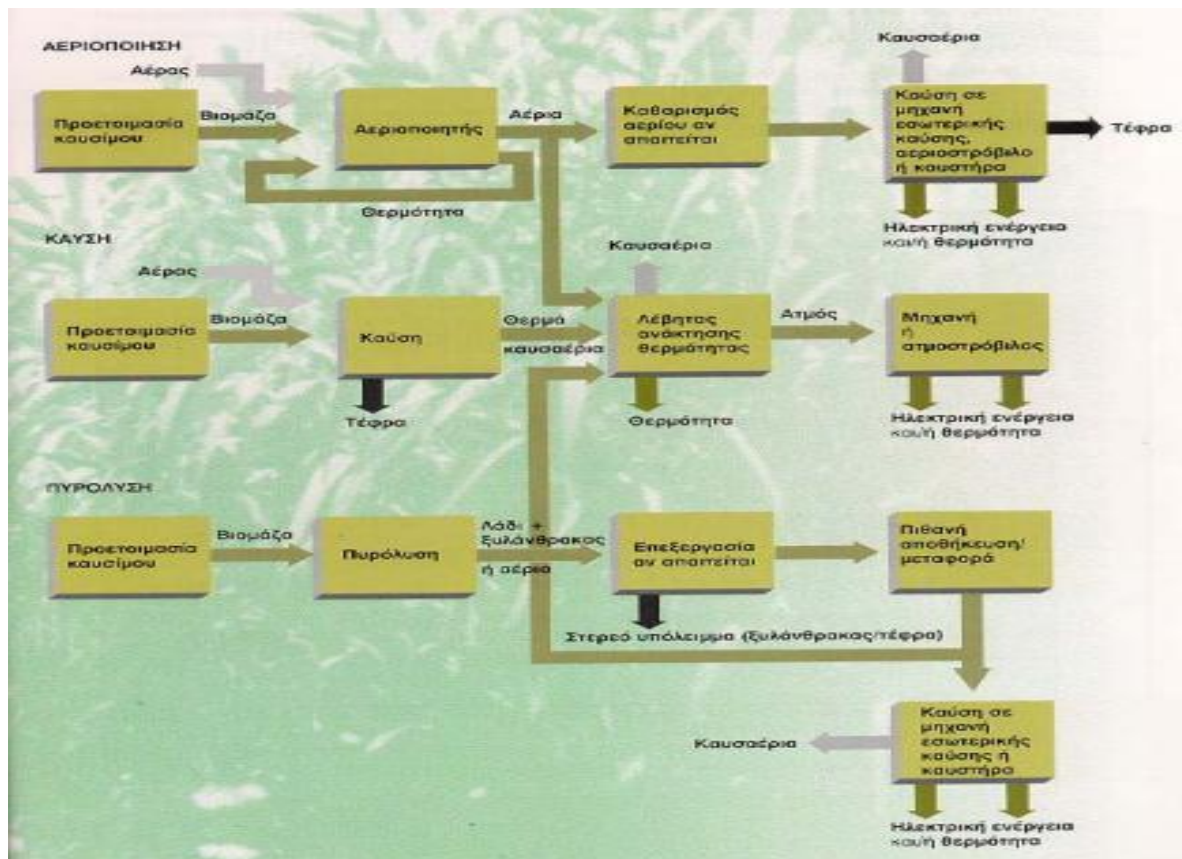 ΑΕΡΙΟΠΟΙΗΣΗ
Αέρας
Προετοιμασία
καυσίμου
Βιομάζα
Αεριοποιητής
Αέρια
Θερμότητα
Καθαρισμός
αερίου αν
απαιτείται
Καυσαέρια
Καύση σε
μηχανή
εσωτερικής
καύσης,
αεριοστρόβιλο
ή καυστήρα
Τέφρα
Ηλεκτρική ενέργεια
και/ή θερμότητα
ΚΑΥΣΗ
Αέρας
Προετοιμασία
καυσίμου
Βιομάζα
Καύση
Τέφρα
Θερμά
καυσαέρια
Καυσαέρια
Λέβητας
ανάκτησης
θερμότητας
Θερμότητα
Ατμός
Μηχανή
ή
ατμοστρόβιλος
Ηλεκτρική ενέργεια
και/ή θερμότητα
ΠΥΡΟΛΥΣΗ
Προετοιμασία
καυσίμου
Βιομάζα
Πυρόλυση
Λάδι +
ξυλάνθρακας
ή αέρια
Επεξεργασία
αν απαιτείται
Στερεό υπόλειμμα (ξυλάνθρακας/τέφρα)
Πιθανή
αποθήκευση/
μεταφορά
Καυσαέρια
Καύση σε
μηχανή
εσωτερικής
καύσης ή
καυστήρα
Ηλεκτρική ενέργεια
και/ή θερμότητα